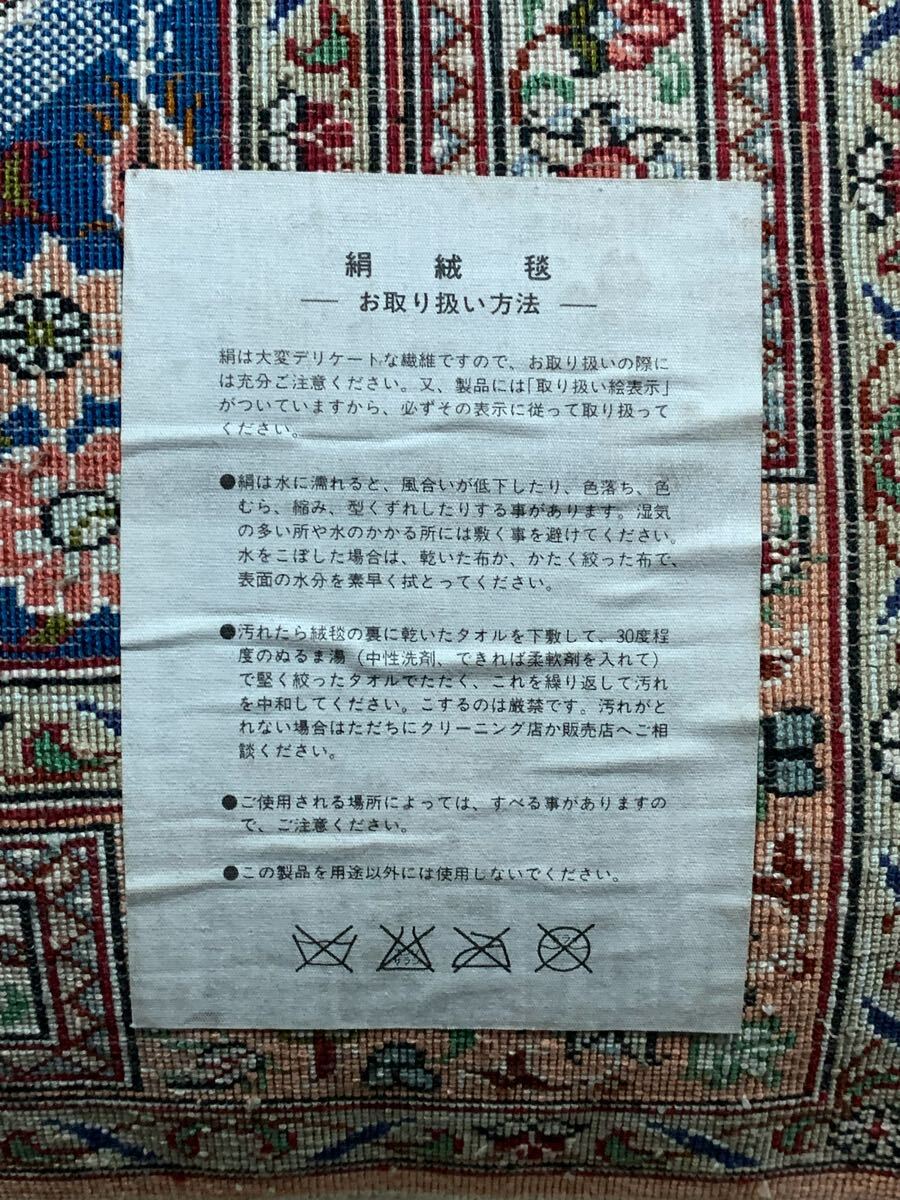 絹絨毯
お取り扱い方法
絹は大変デリケートな繊維ですので、お取り扱いの際に
は充分ご注意ください。又、製品には「取り扱い絵表示」
がついていますから、必ずその表示に従って取り扱って
ください。
●絹は水に濡れると、風合いが低下したり、色落ち、色
むら、縮み、型くずれしたりする事があります。湿気
の多い所や水のかかる所には敷く事を避けてください。
水をこぼした場合は、乾いた布か、かたく絞った布で、
表面の水分を素早く拭とってください。
●汚れたら絨毯の裏に乾いたタオルを下敷して、30度程
度のぬるま湯（中性洗剤、できれば柔軟剤を入れて）
で堅く絞ったタオルでたたく、これを繰り返して汚れ
を中和してください。こするのは厳禁です。汚れがと
れない場合はただちにクリーニング店か販売店へご相
談ください。
●ご使用される場所によっては、すべる事がありますの
で、ご注意ください。
●この製品を用途以外には使用しないでください。